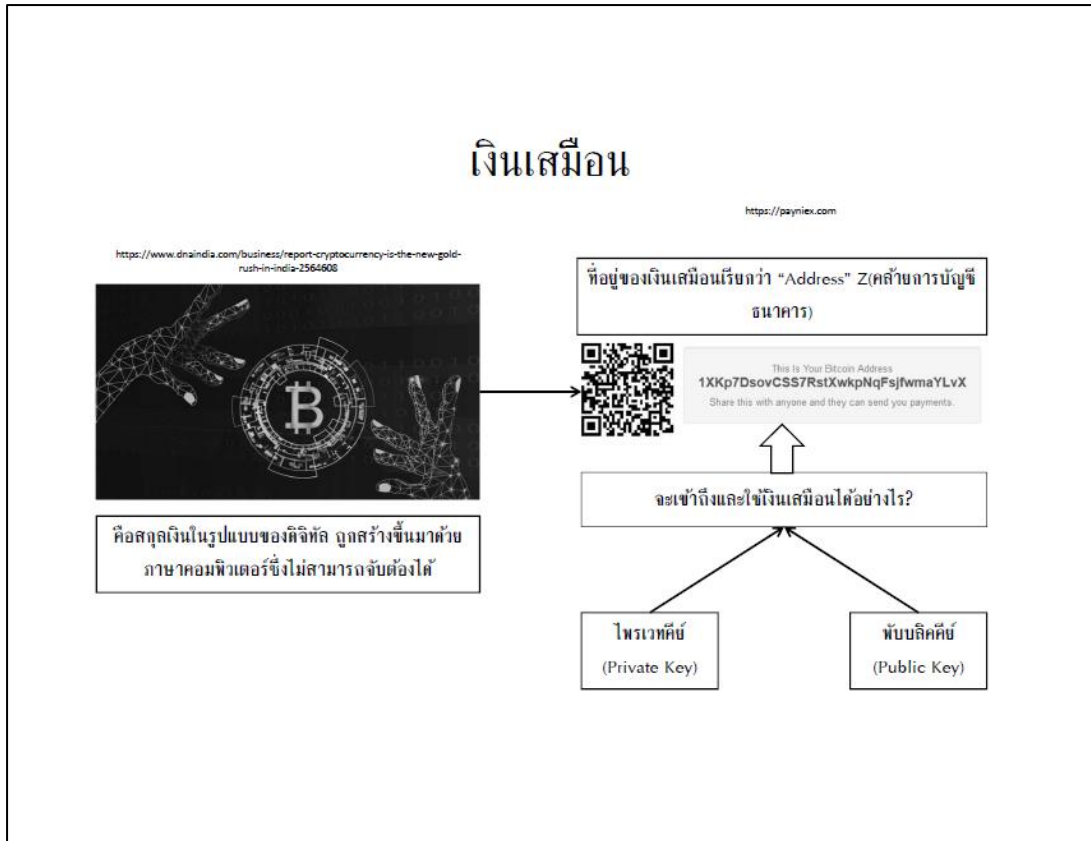 เงินเสมือน
https://payniex.com
https://www.dnaindia.com/business/report-cryptocurrency-is-the-new-gold-
rush-in-india-2564608
ที่อยู่ของเงินเสมือนเรียกว่า “Address” Z(คล้ายการบัญชี
ธนาคาร)
This Is Your Bitcoin Address
1XKp7DsovCSS7RstXwkpNqFsjfwmaYLvX
Share this with anyone and they can send you payments.
จะเข้าถึงและใช้เงินเสมือนได้อย่างไร?
คือสกุลเงินในรูปแบบของดิจิทัล ถูกสร้างขึ้นมาด้วย
ภาษาคอมพิวเตอร์ซึ่งไม่สามารถจับต้องได้
ไพรเวทคีย์
(Private Key)
พับบลิคคีย์
(Public Key)